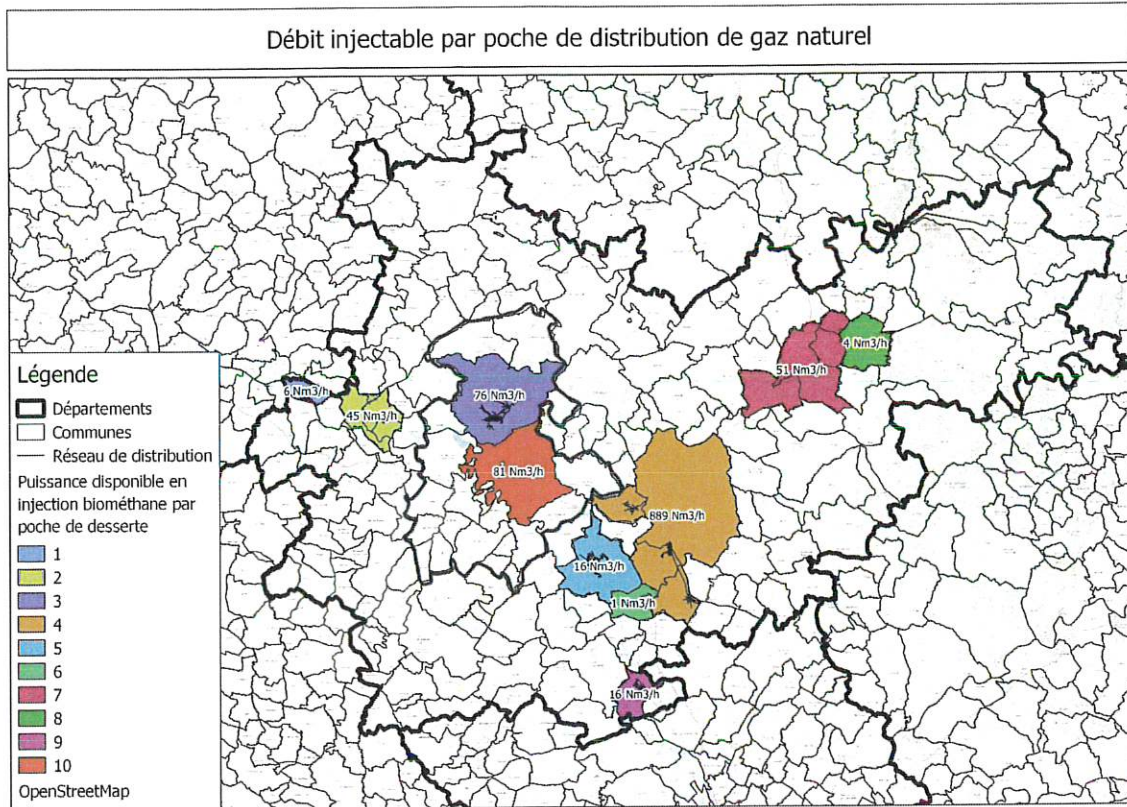 Débit injectable par poche de distribution de gaz naturel
Légende
Départements
Communes
Réseau de distribution
Puissance disponible en
injection biométhane par
poche de desserte
1
2
3
4
5
6
7
8
9
10
OpenStreetMap
6 Nm3/h
45 Nm3/h
76 Nm3/h
81 Nm3/h
51 Nm3/h
4 Nm3/h
889 Nm3/h
16 Nm3/h
1 Nm3/h
16 Nm3/h